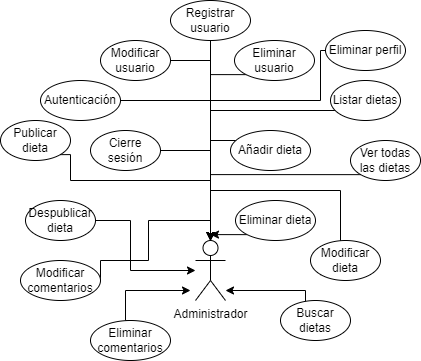 Registrar
usuario
Modificar
usuario
Eliminar
usuario
Eliminar perfil
Autenticación
Listar dietas
Publicar
dieta
Cierre
sesión
Añadir dieta
Ver todas
las dietas
Despublicar
dieta
Eliminar dieta
Modificar
comentarios
Modificar
dieta
Administrador
Eliminar
comentarios
Buscar
dietas